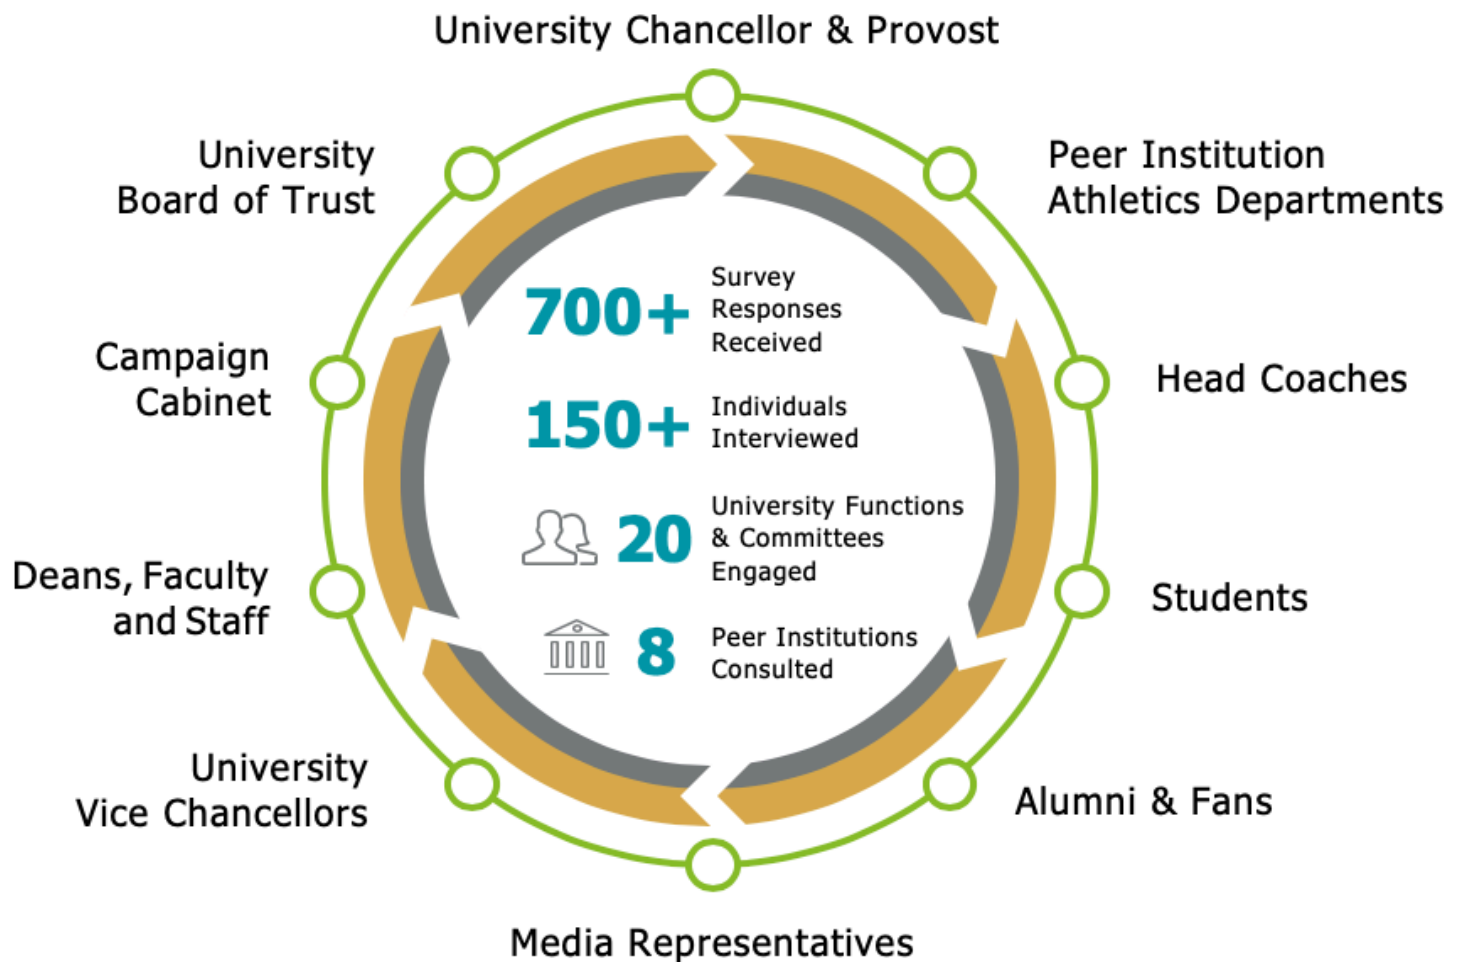 University Chancellor & Provost
Peer Institution
Athletics Departments
Head Coaches
Students
Alumni & Fans
Media Representatives
University
Vice Chancellors
Deans, Faculty
and Staff
Campaign
Cabinet
University
Board of Trust
700+
Survey
Responses
Received
150+
Individuals
Interviewed
20
University Functions
& Committees
Engaged
8
Peer Institutions
Consulted